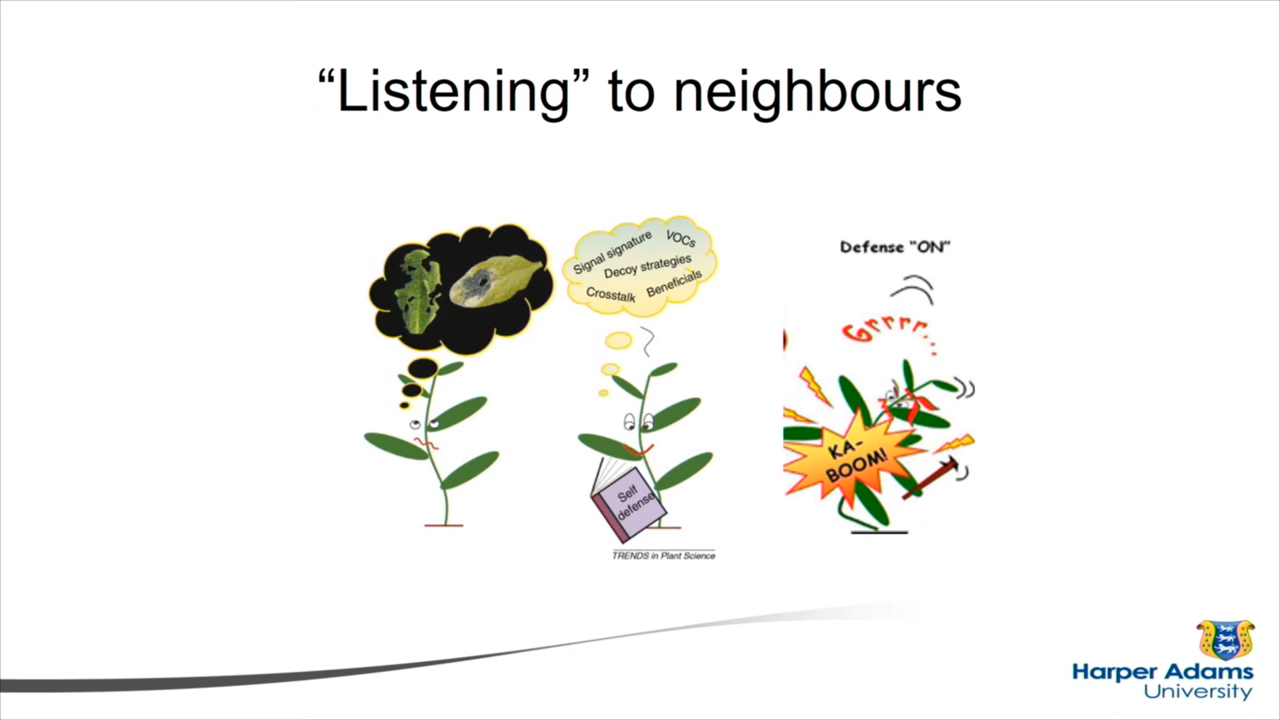 “Listening” to neighbours
Signal signature VOCs
Decoy strategies
Crosstalk Beneficials
Self
defense
TRENDS in Plant Science
Defense “ON”
Grrrr...
KA-
BOOM!
Harper Adams
University